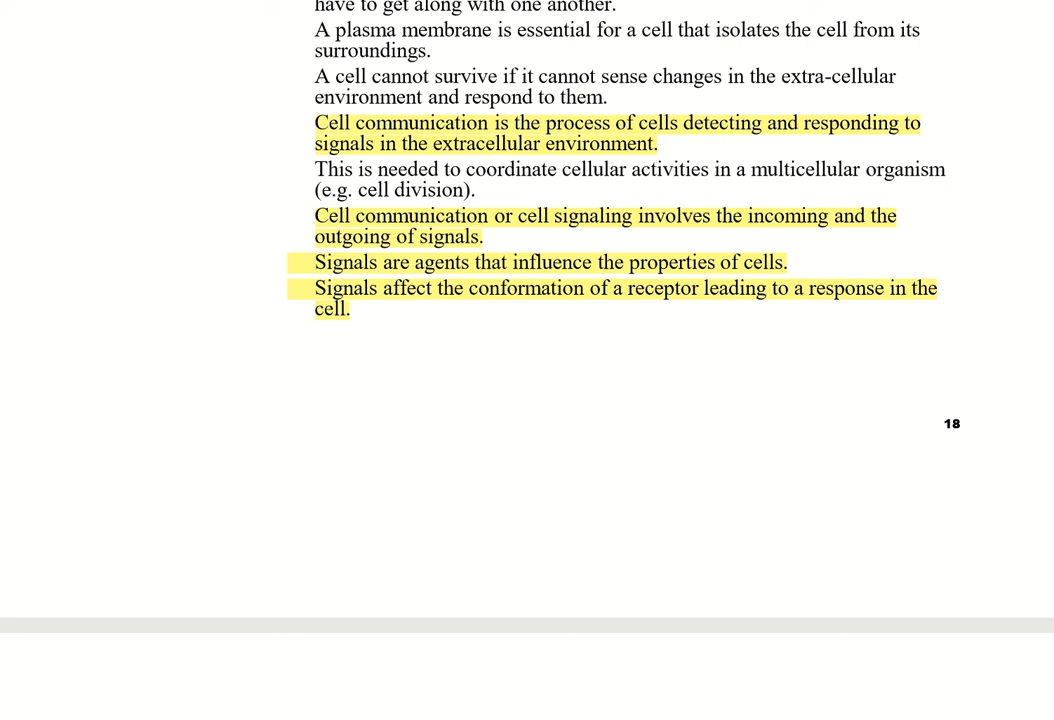 have to get along with one another.
A plasma membrane is essential for a cell that isolates the cell from its
surroundings.
A cell cannot survive if it cannot sense changes in the extra-cellular
environment and respond to them.
Cell communication is the process of cells detecting and responding to
signals in the extracellular environment.
This is needed to coordinate cellular activities in a multicellular organism
(e.g. cell division).
Cell communication or cell signaling involves the incoming and the
outgoing of signals.
Signals are agents that influence the properties of cells.
Signals affect the conformation of a receptor leading to a response in the
cell.
18